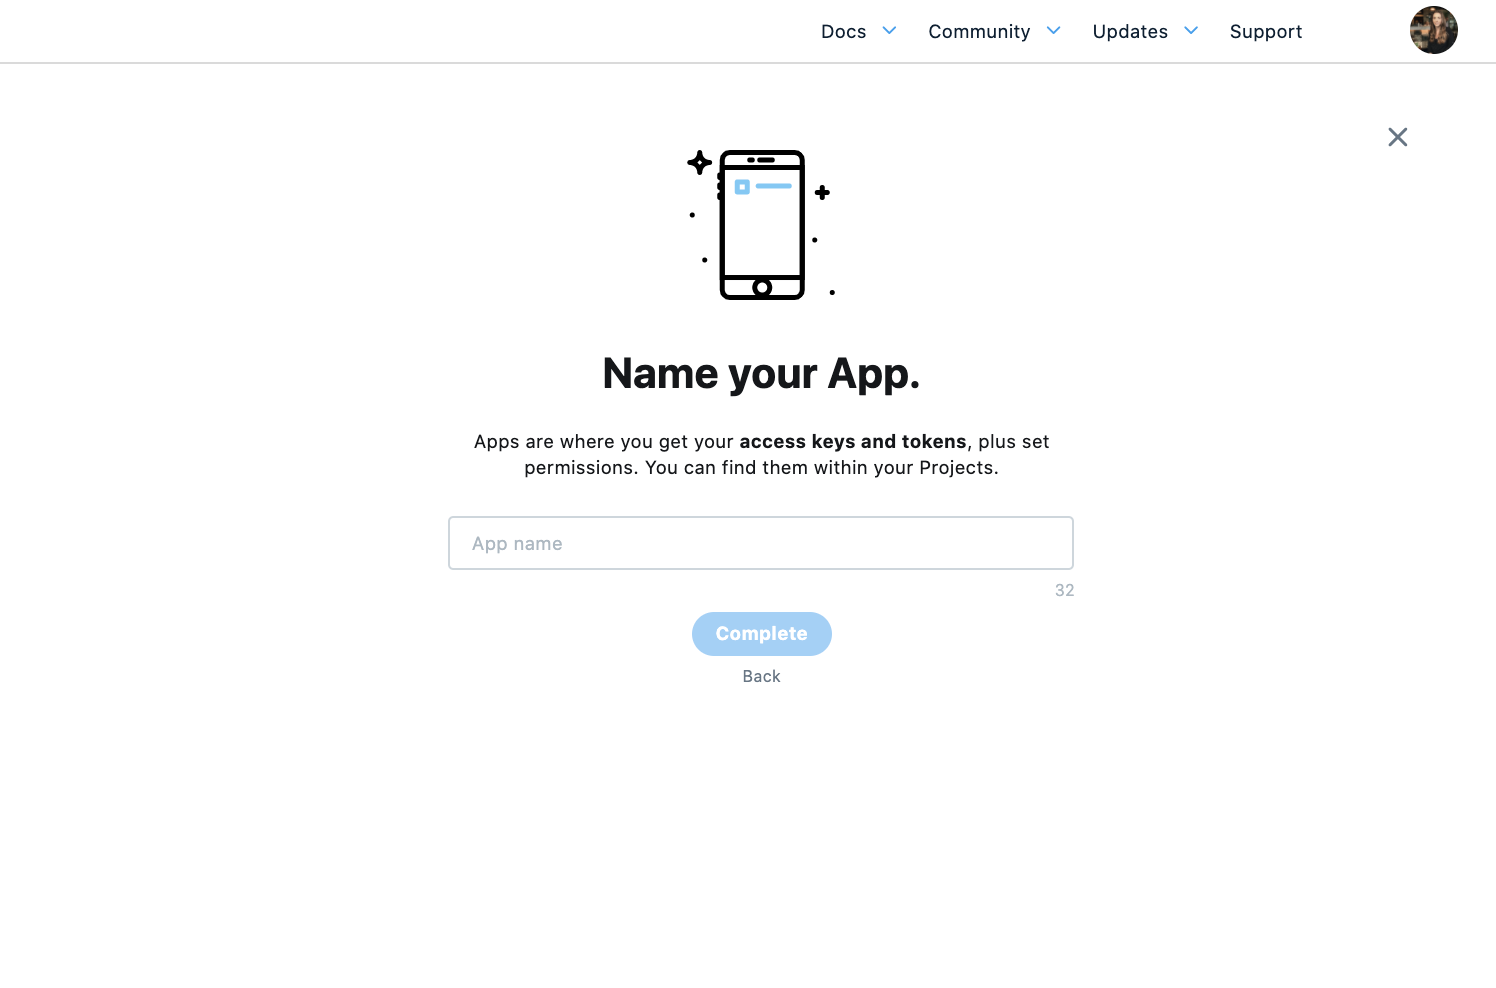 Docs Community Updates Support
Name your App.
Apps are where you get your access keys and tokens, plus set
permissions. You can find them within your Projects.
App name
32
Complete
Back